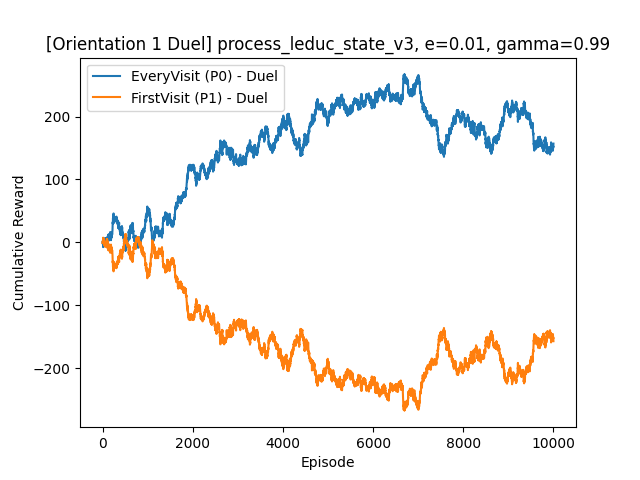 [Orientation 1 Duel] process_leduc_state_v3, e=0.01, gamma=0.99
EveryVisit (P0) - Duel
FirstVisit (P1) - Duel
200
100
0
−100
−200
Cumulative Reward
0 2000 4000 6000 8000 10000
Episode